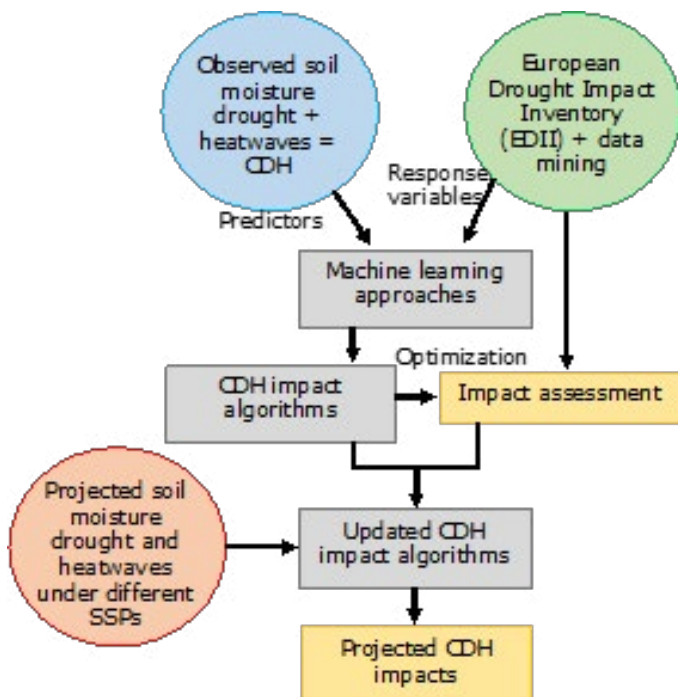 Observed soil
moisture
drought +
heatwaves =
CDH
European
Drought Impact
Inventory
(EDII) + data
mining
Response
variables
Predictors
Machine learning
approaches
Optimization
CDH impact
algorithms
Impact assessment
Projected soil
moisture
drought and
heatwaves
under different
SSPs
Updated CDH
impact algorithms
Projected CDH
impacts